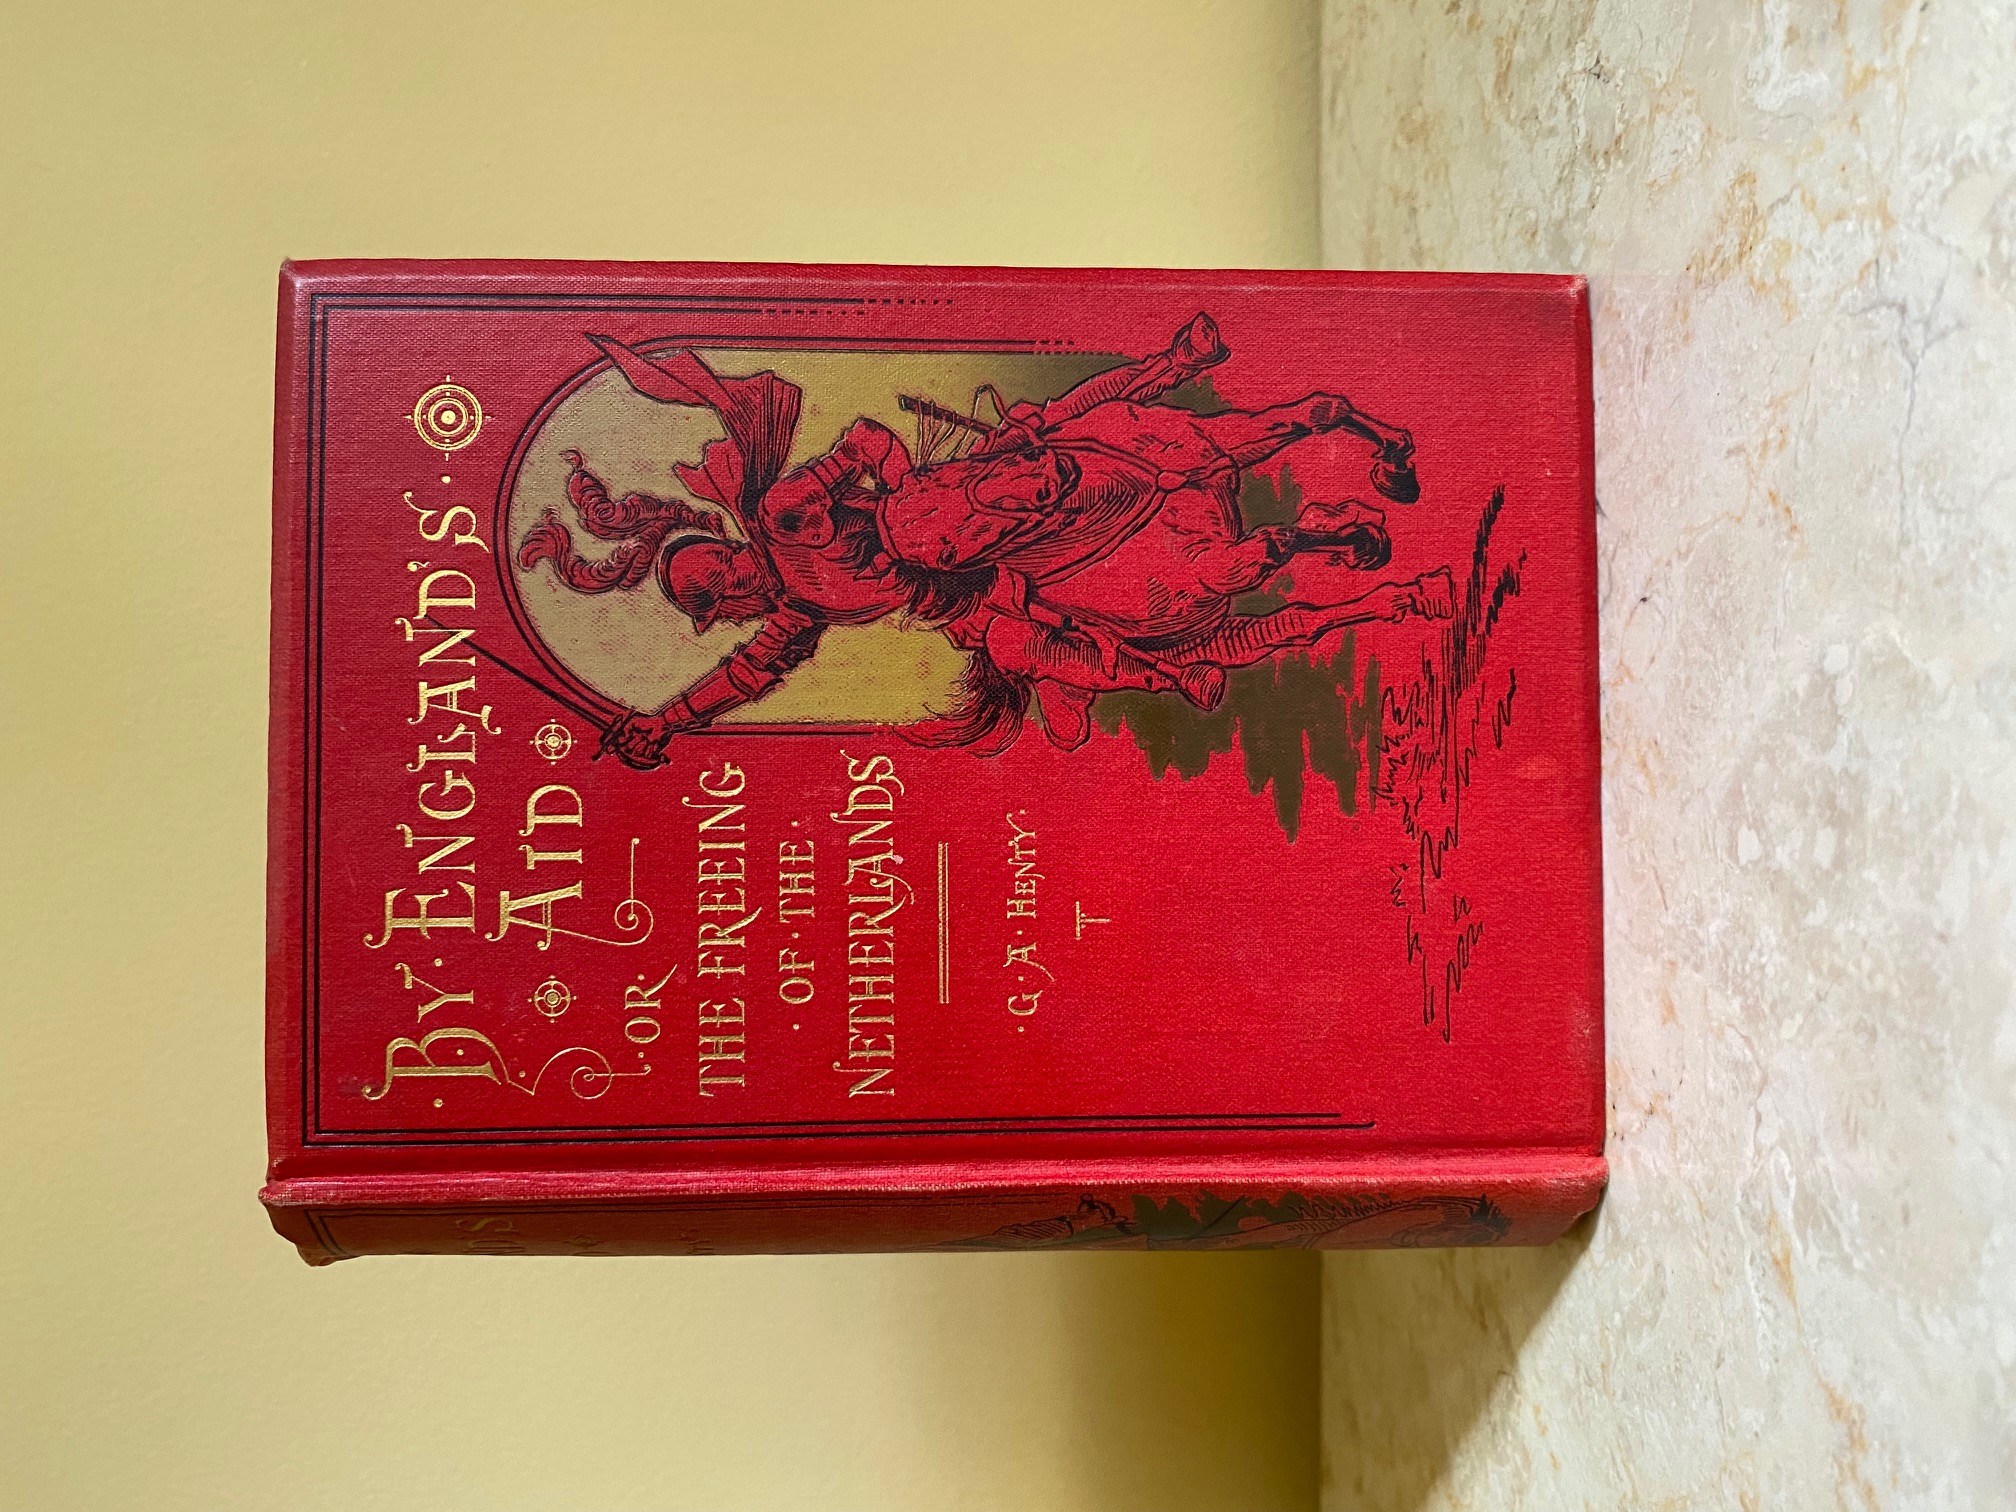 ·BY· ENGLAND'S·
AID
·OR·
THE FREEING
·OF·THE·
NETHERLANDS
·G·A·HENTY·